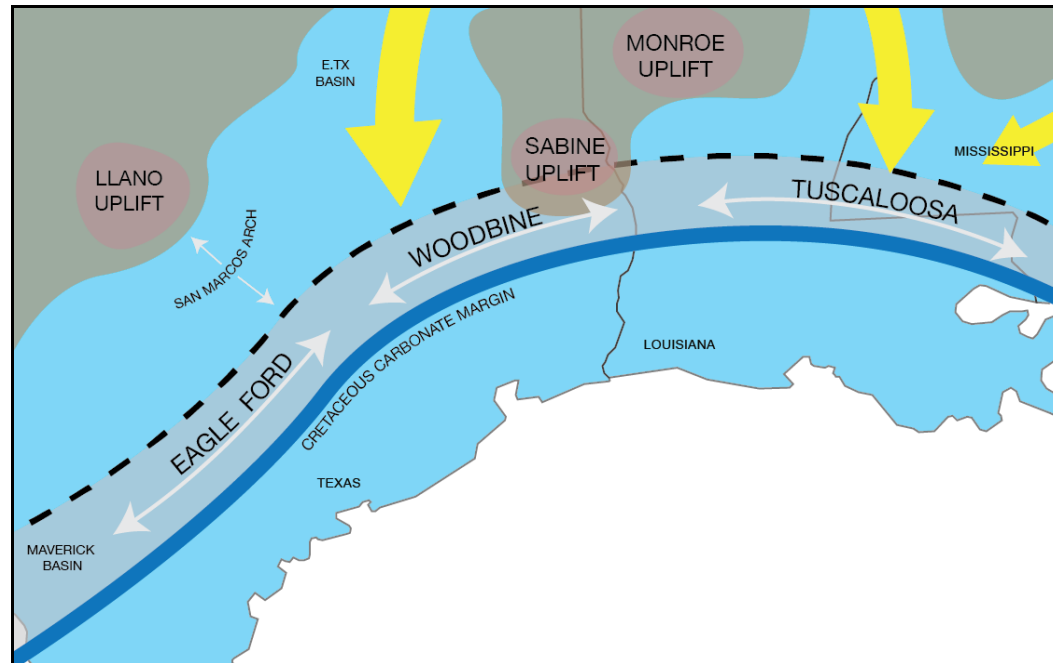 MONROE
UPLIFT
E.TX
BASIN
SABINE
UPLIFT
MISSISSIPPI
LLANO
UPLIFT
TUSCALOOSA
WOODBINE
SAN MARCOS ARCH
CRETACEOUS CARBONATE MARGIN
LOUISIANA
EAGLE FORD
TEXAS
MAVERICK
BASIN